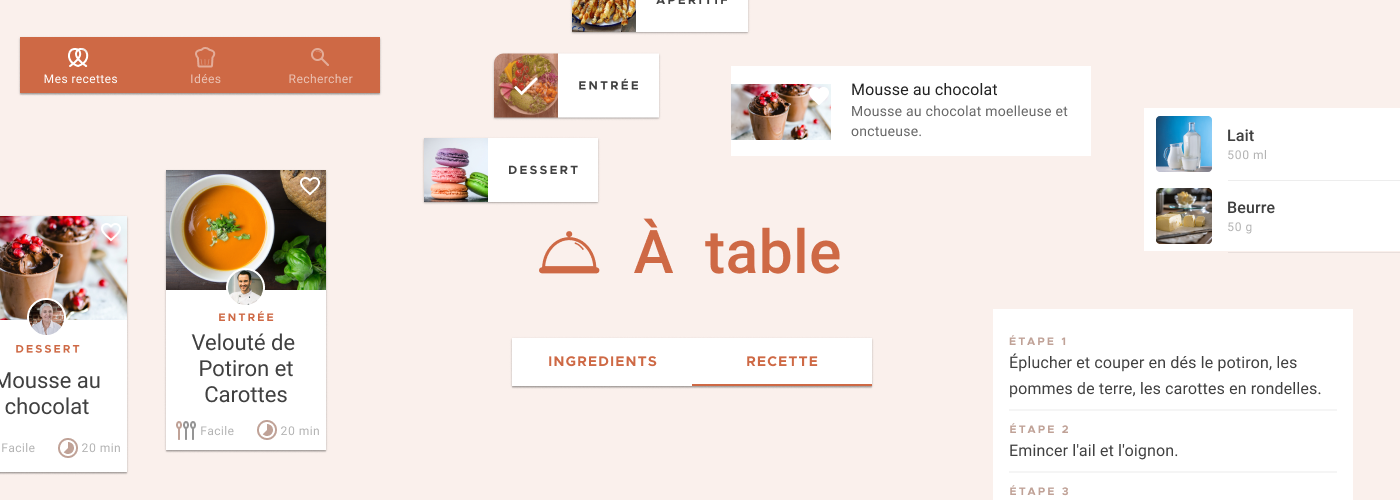 APÉRITIF
Mes recettes
Idées
Rechercher
ENTRÉE
DESSERT
Mousse au chocolat
Mousse au chocolat moelleuse et
onctueuse.
Lait
500 ml
Beurre
50 g
À table
ENTRÉE
Velouté de
Potiron et
Carottes
Facile
20 min
DESSERT
Mousse au
chocolat
Facile
20 min
INGREDIENTS
RECETTE
ÉTAPE 1
Éplucher et couper en dés le potiron, les
pommes de terre, les carottes en rondelles.
ÉTAPE 2
Emincer l'ail et l'oignon.
ÉTAPE 3